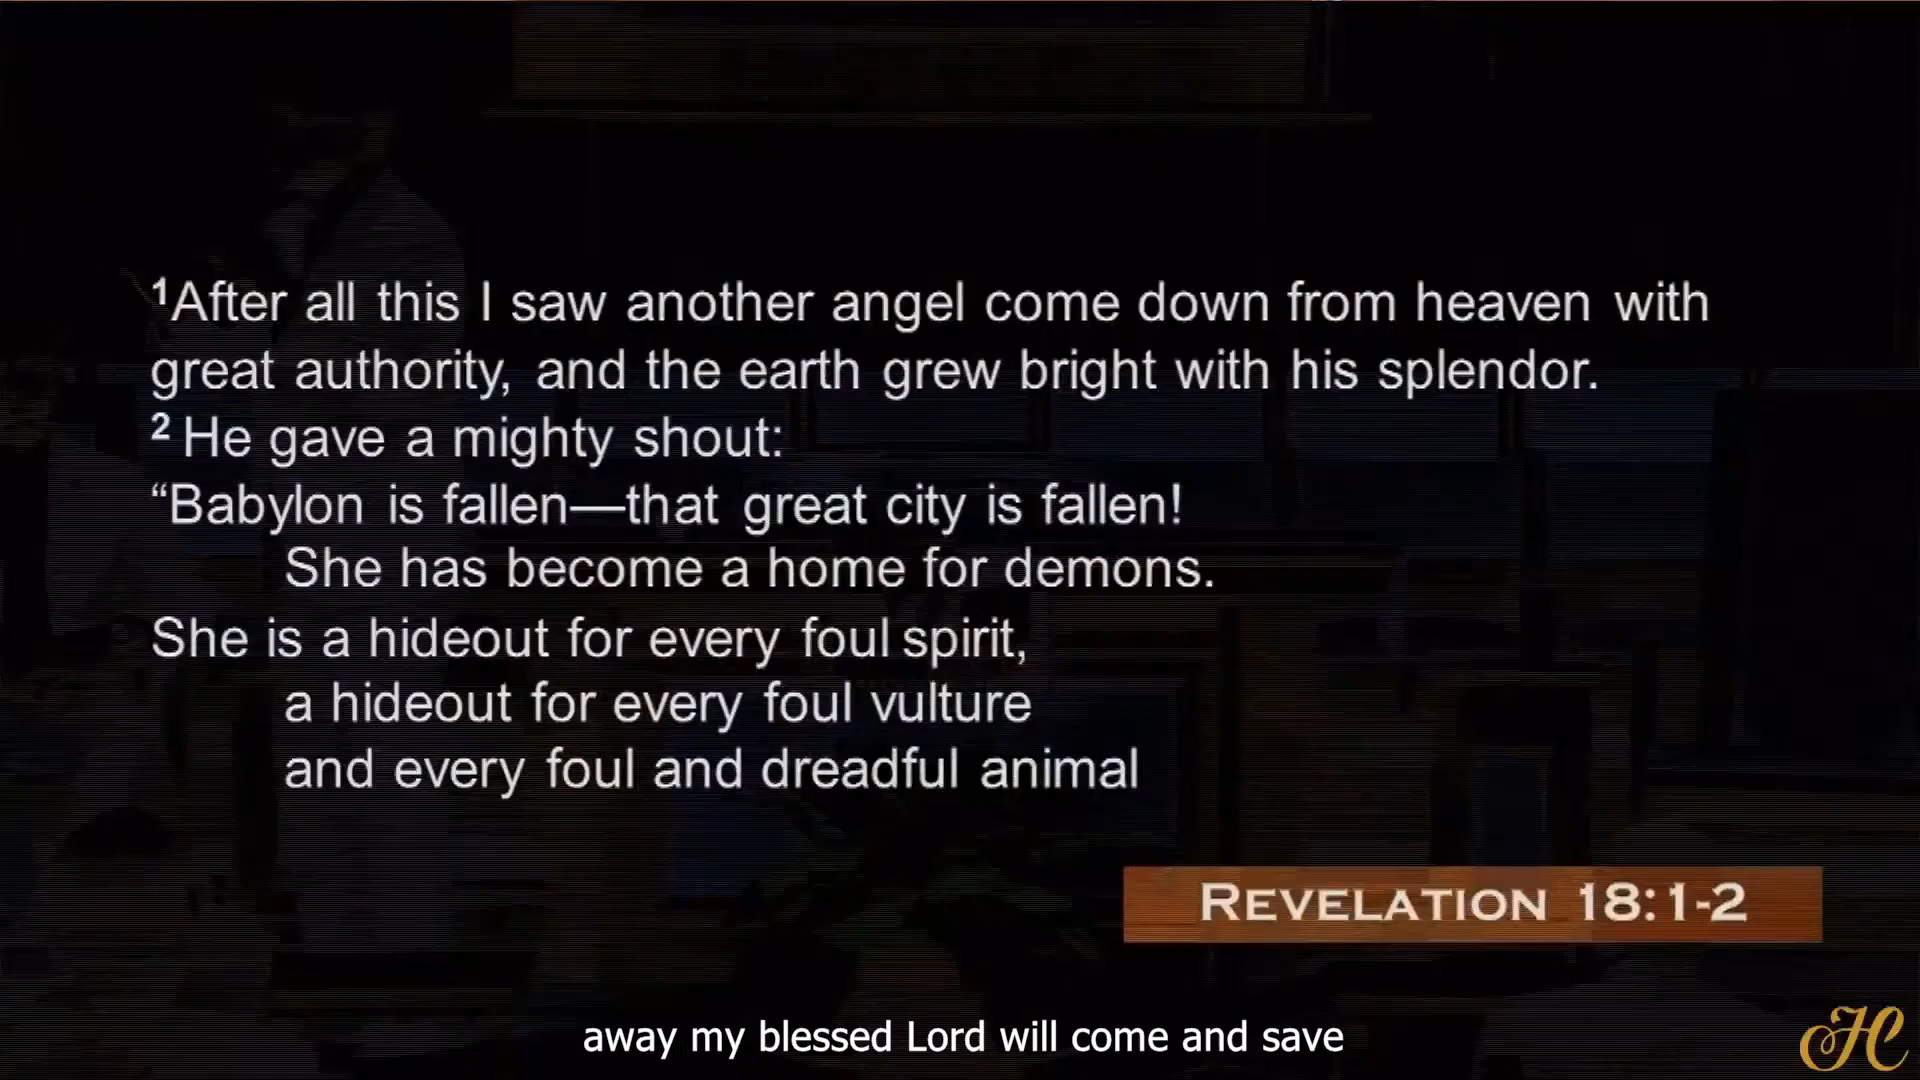 ¹After all this I saw another angel come down from heaven with
great authority, and the earth grew bright with his splendor.
² He gave a mighty shout:
“Babylon is fallen—that great city is fallen!
She has become a home for demons.
She is a hideout for every foul spirit,
a hideout for every foul vulture
and every foul and dreadful animal
REVELATION 18:1-2
away my blessed Lord will come and save
H